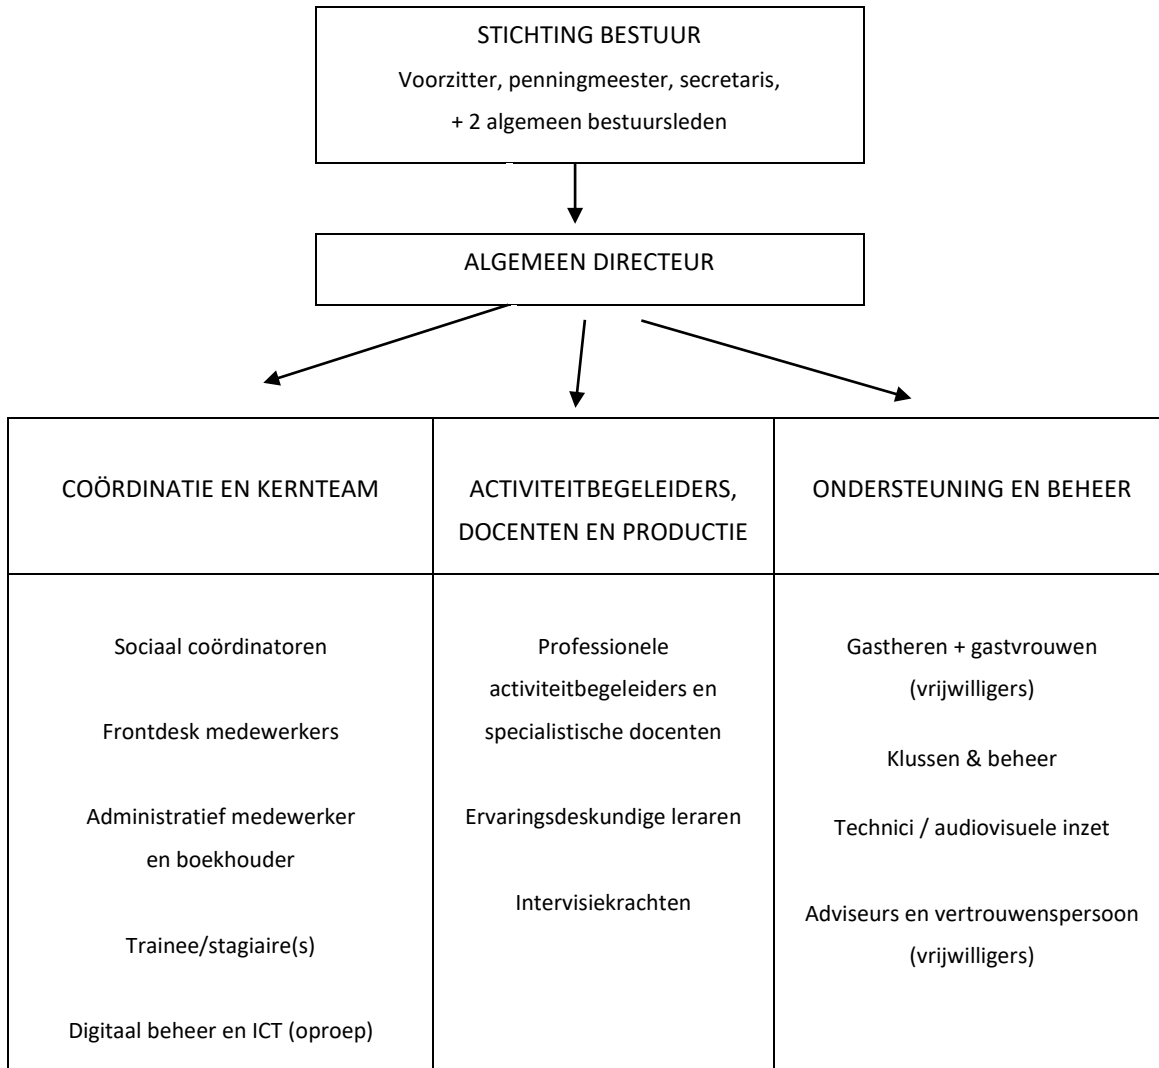 STICHTING BESTUUR
Voorzitter, penningmeester, secretaris,
+ 2 algemeen bestuursleden
ALGEMEEN DIRECTEUR
COÖRDINATIE EN KERNTEAM
ACTIVITEITBEGELEIDERS,
DOCENTEN EN PRODUCTIE
ONDERSTEUNING EN BEHEER
Sociaal coördinatoren
Frontdesk medewerkers
Administratief medewerker
en boekhouder
Trainee/stagiaire(s)
Digitaal beheer en ICT (oproep)
Professionele
activiteitbegeleiders en
specialistische docenten
Ervaringsdeskundige leraren
Intervisiekrachten
Gastheren + gastvrouwen
(vrijwilligers)
Klussen & beheer
Technici / audiovisuele inzet
Adviseurs en vertrouwenspersoon
(vrijwilligers)